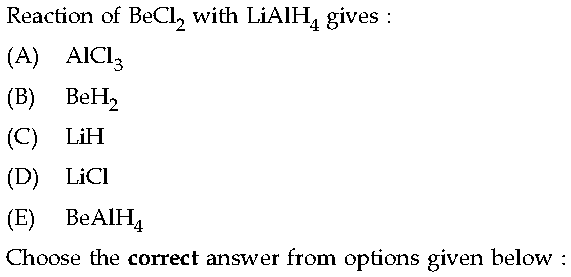 Reaction of BeCl₂ with LiAlH₄ gives :
(A) AlCl₃
(B) BeH₂
(C) LiH
(D) LiCl
(E) BeAlH₄
Choose the correct answer from options given below :